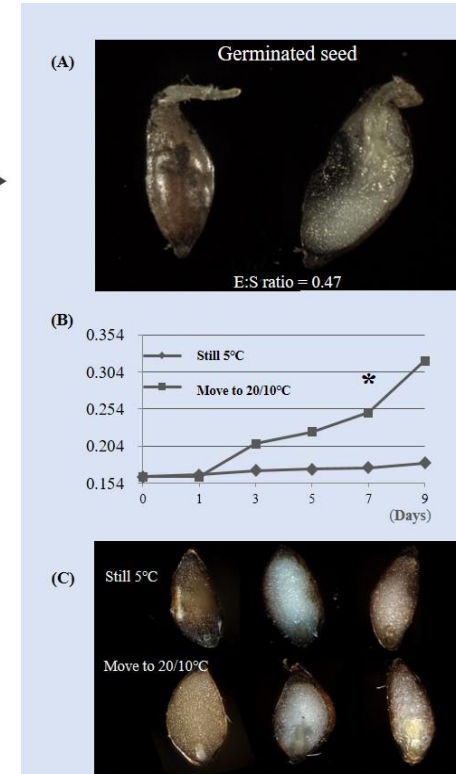 (A)
Germinated seed
E:S ratio = 0.47
(B)
0.354
0.304
0.254
0.204
0.154
Still 5°C
Move to 20/10°C
*
0 1 3 5 7 9
(Days)
(C)
Still 5°C
Move to 20/10°C